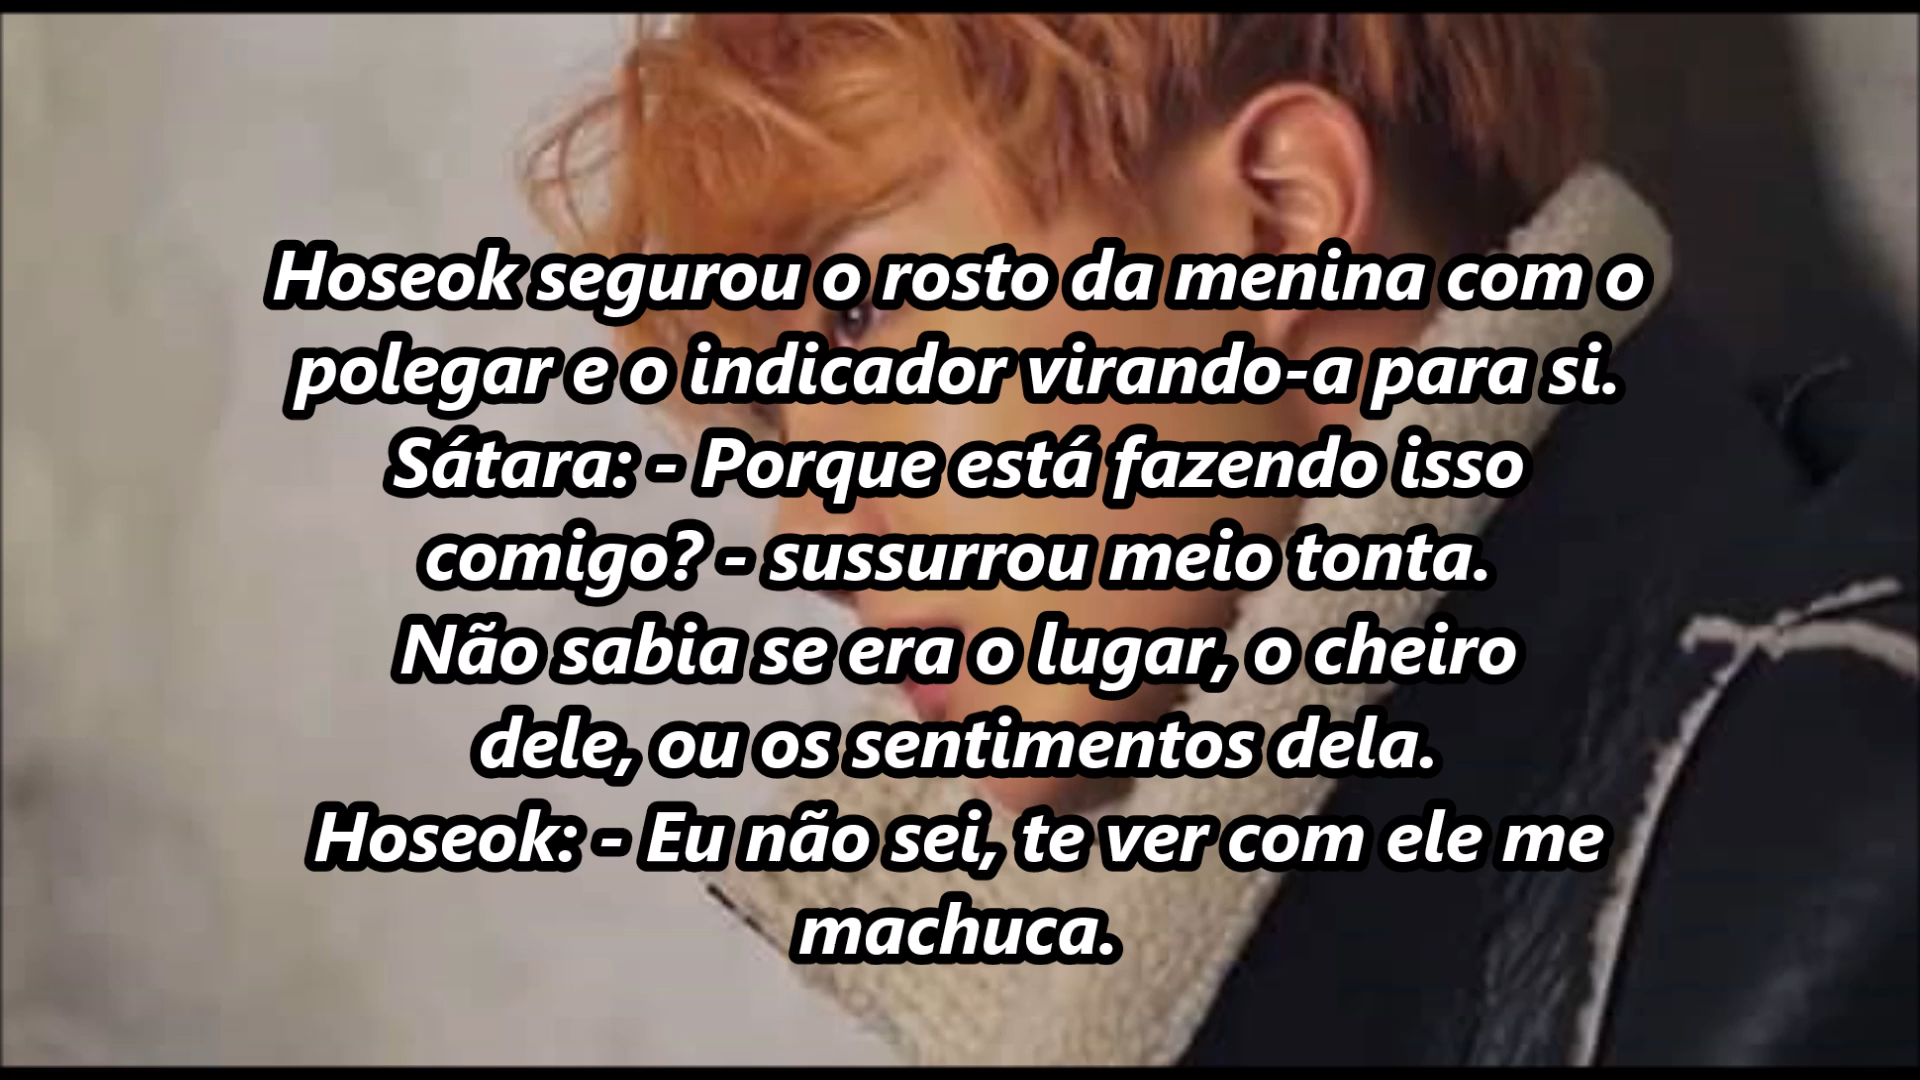 Hoseok segurou o rosto da menina com o
polegar e o indicador virando-a para si.
Sátara: - Porque está fazendo isso
comigo? - sussurrou meio tonta.
Não sabia se era o lugar, o cheiro
dele, ou os sentimentos dela.
Hoseok: - Eu não sei, te ver com ele me
machuca.